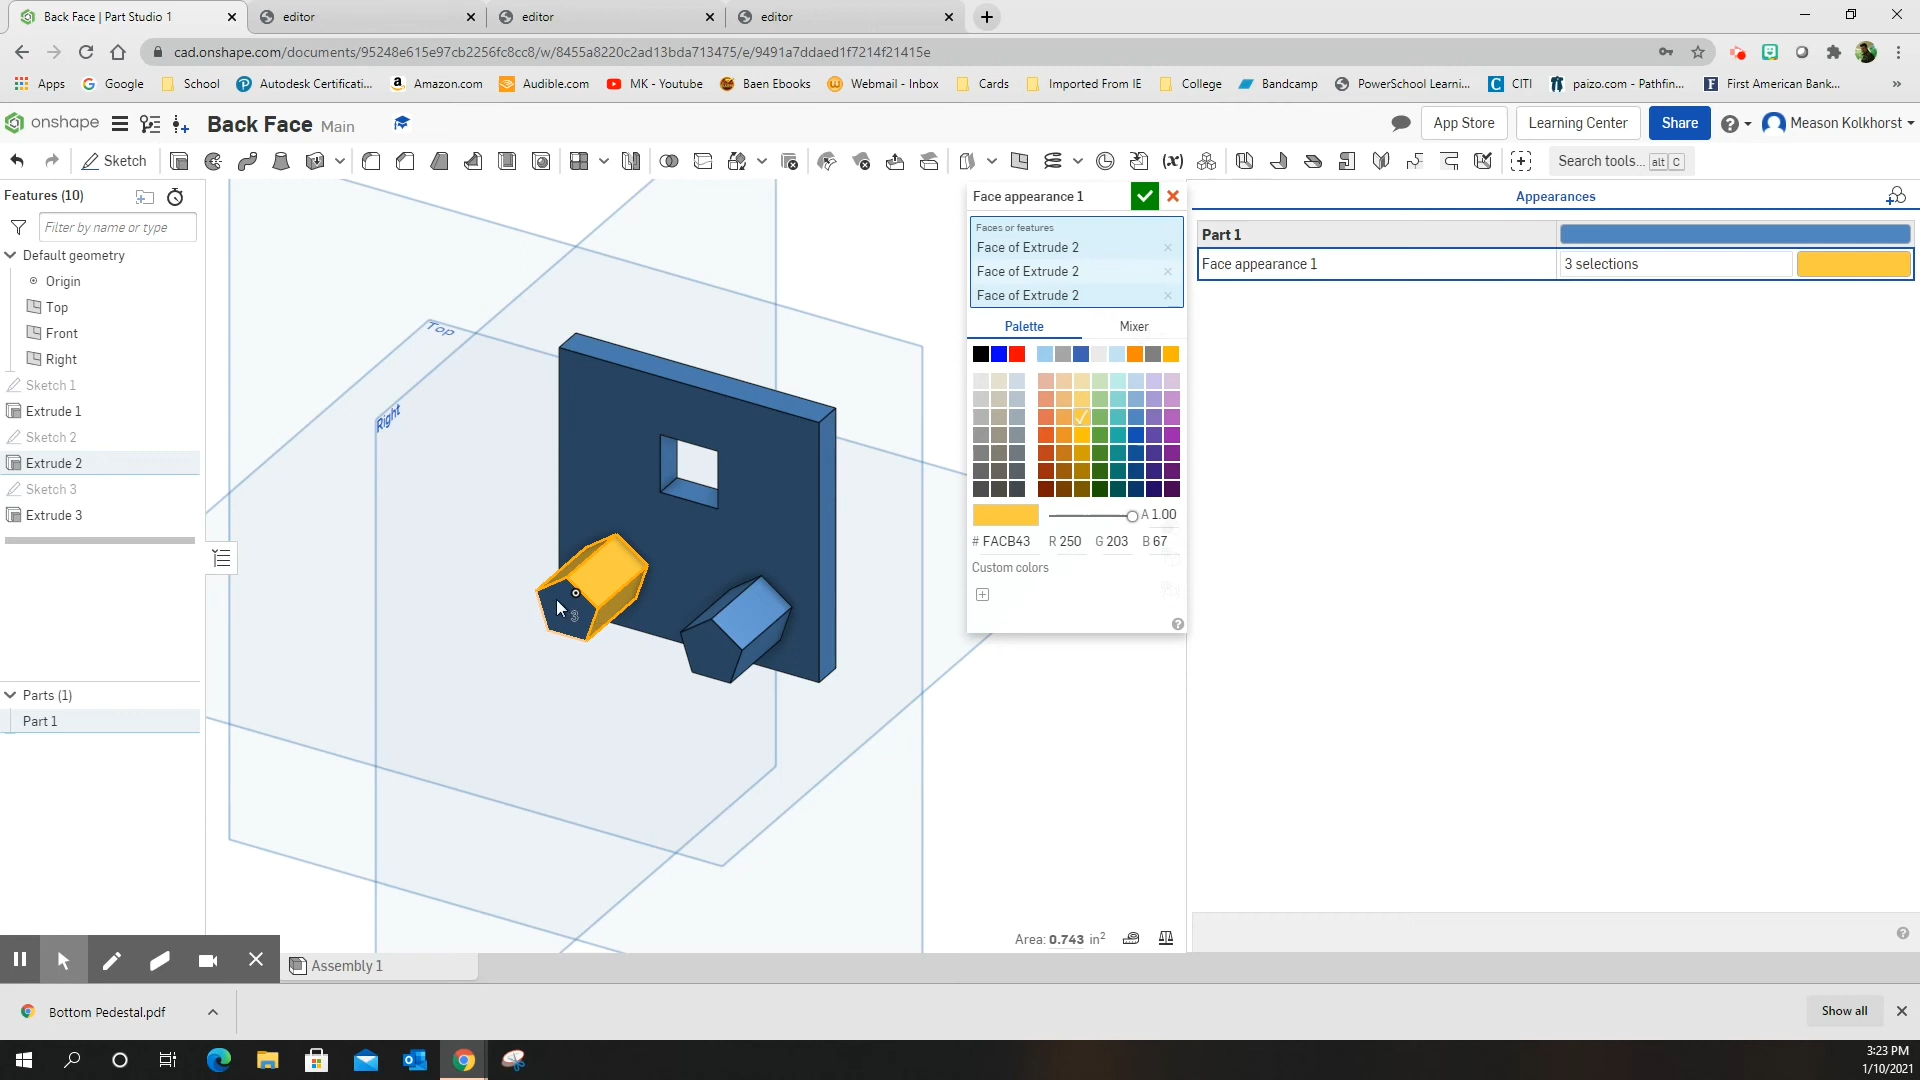 Back Face | Part Studio 1
editor
editor
editor
cad.onshape.com/documents/95248e615e97cb2256fc8cc8/w/8455a8220c2ad13bda713475/e/9491a7ddaed1f7214f21415e
Apps
Google
School
Autodesk Certificati...
Amazon.com
Audible.com
MK - Youtube
Baen Ebooks
Webmail - Inbox
Cards
Imported From IE
College
Bandcamp
PowerSchool Learni...
CITI
paizo.com - Pathfin...
First American Bank...
»
onshape
Back Face Main
App Store
Learning Center
Share
Measson Kolkhorst
Sketch
Search tools... alt C
Features (10)
Filter by name or type
Default geometry
Origin
Top
Front
Right
Sketch 1
Extrude 1
Sketch 2
Extrude 2
Sketch 3
Extrude 3
Parts (1)
Part 1
Top
Right
3
Face appearance 1
Faces or features
Face of Extrude 2
Face of Extrude 2
Face of Extrude 2
Palette
Mixer
A 1.00
# FACB43 R 250 G 203 B 67
Custom colors
Appearances
Part 1
Face appearance 1
3 selections
Area: 0.743 in²
Assembly 1
Bottom Pedestal.pdf
Show all
3:23 PM
1/10/2021